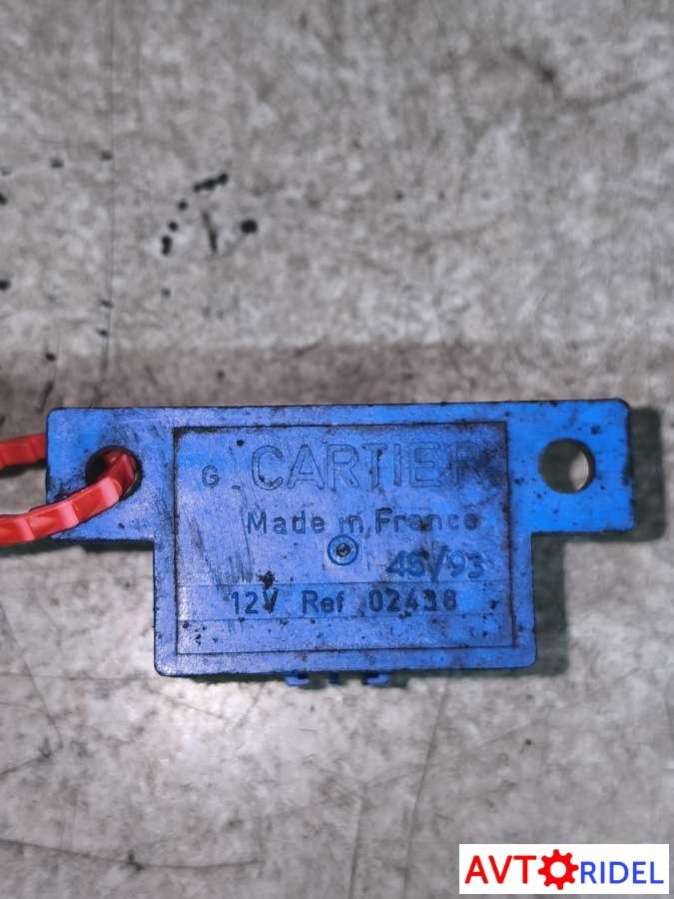 G CARTIER
Made in France
45/93
12V Ref 02438
AVTORIDEL